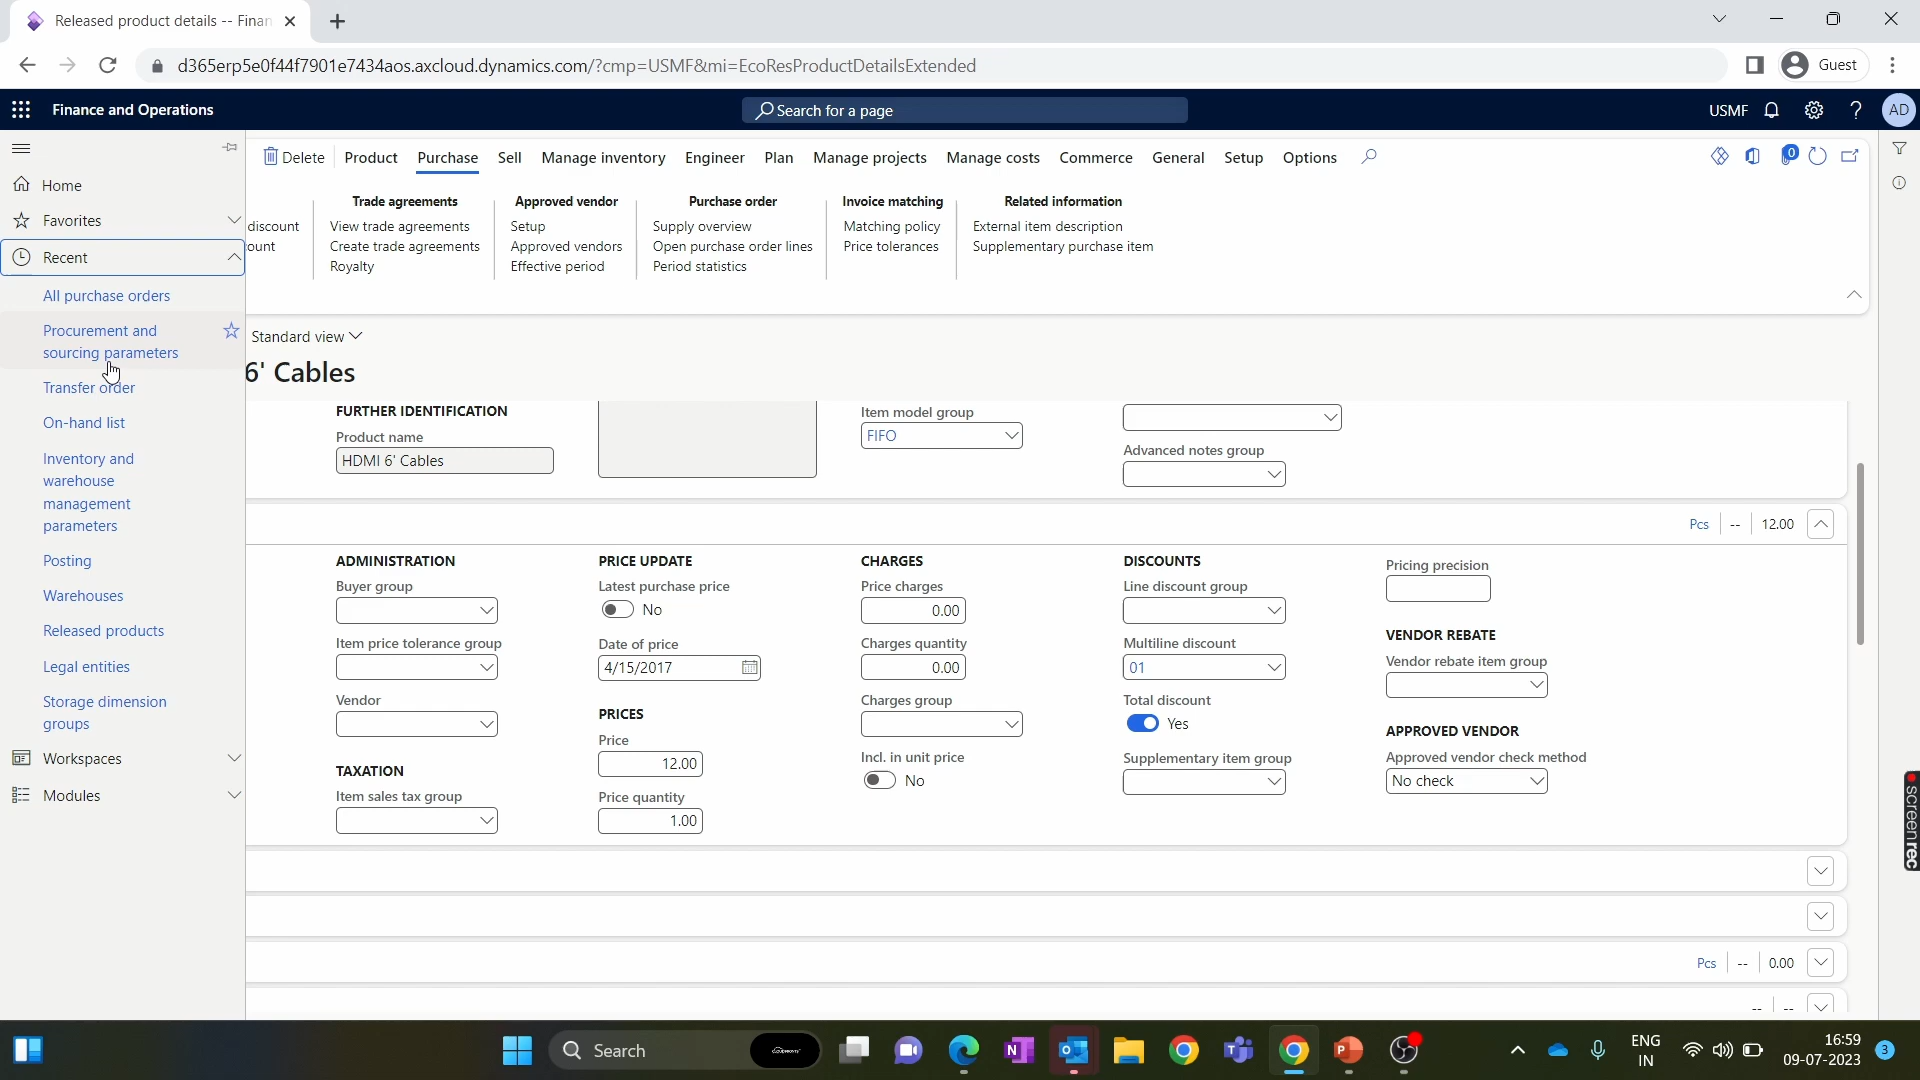 Released product details -- Finan
d365erp5e0f44f7901e7434aos.axcloud.dynamics.com/?cmp=USMF&mi=EcoResProductDetailsExtended
Guest
Finance and Operations
Search for a page
USMF
AD
Delete
Product
Purchase
Sell
Manage inventory
Engineer
Plan
Manage projects
Manage costs
Commerce
General
Setup
Options
0
Home
Favorites
Recent
All purchase orders
Procurement and
sourcing parameters
Transfer order
On-hand list
Inventory and
warehouse
management
parameters
Posting
Warehouses
Released products
Legal entities
Storage dimension
groups
Workspaces
Modules
discount
ount
Trade agreements
View trade agreements
Create trade agreements
Royalty
Approved vendor
Setup
Approved vendors
Effective period
Purchase order
Supply overview
Open purchase order lines
Period statistics
Invoice matching
Matching policy
Price tolerances
Related information
External item description
Supplementary purchase item
Standard view
6' Cables
FURTHER IDENTIFICATION
Product name
HDMI 6' Cables
Item model group
FIFO
Advanced notes group
Pcs
--
12.00
ADMINISTRATION
Buyer group
Item price tolerance group
Vendor
TAXATION
Item sales tax group
PRICE UPDATE
Latest purchase price
No
Date of price
4/15/2017
PRICES
Price
12.00
Price quantity
1.00
CHARGES
Price charges
0.00
Charges quantity
0.00
Charges group
Incl. in unit price
No
DISCOUNTS
Line discount group
Multiline discount
01
Total discount
Yes
Supplementary item group
Pricing precision
VENDOR REBATE
Vendor rebate item group
APPROVED VENDOR
Approved vendor check method
No check
Pcs
--
0.00
--
--
screenrec
Search
CLOUDFRONTS
ENG
IN
16:59
09-07-2023
3